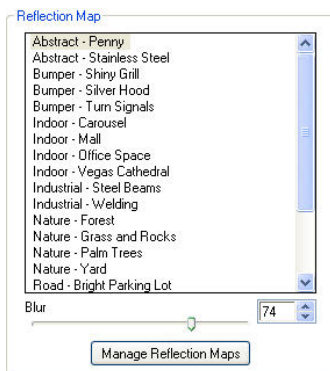 Reflection Map
Abstract - Penny
Abstract - Stainless Steel
Bumper - Shiny Grill
Bumper - Silver Hood
Bumper - Turn Signals
Indoor - Carousel
Indoor - Mall
Indoor - Office Space
Indoor - Vegas Cathedral
Industrial - Steel Beams
Industrial - Welding
Nature - Forest
Nature - Grass and Rocks
Nature - Palm Trees
Nature - Yard
Road - Bright Parking Lot
Blur
74
Manage Reflection Maps